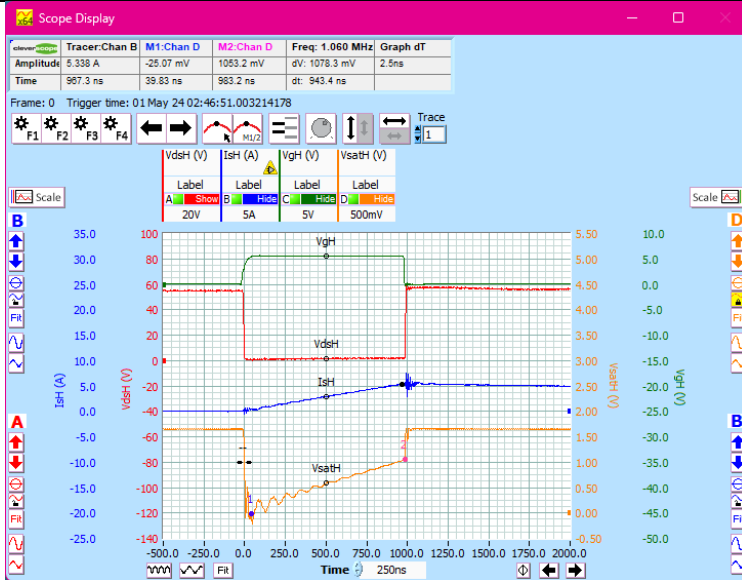 x64 Scope Display
cleverscope Tracer:Chan B M1:Chan D M2:Chan D Freq: 1.060 MHz Graph dT
Amplitude 5.338 A -25.07 mV 1053.2 mV dV: 1078.3 mV 2.5ns
Time 967.3 ns 39.83 ns 983.2 ns dt: 943.4 ns
Frame: 0 Trigger time: 01 May 24 02:46:51.003214178
F1 F2 F3 F4 M1/2 Trace 1
VdsH (V) IsH (A) VgH (V) VsatH (V)
Label Label Label Label
A Show B Hide C Hide D Hide
20V 5A 5V 500mV
Scale Scale
B D
35.0 100 5.50 10.0
30.0 80 5.00 5.0
25.0 60 4.50 0.0
20.0 40 4.00 -5.0
15.0 20 3.50 -10.0
10.0 0 3.00 -15.0
5.0 -20 2.50 -20.0
0.0 -40 2.00 -25.0
-5.0 -60 1.50 -30.0
-10.0 -80 1.00 -35.0
-15.0 -100 0.50 -40.0
-20.0 -120 0.00 -45.0
-25.0 -140 -0.50 -50.0
Fit Fit
IsH (A) VdsH (V) VsatH (V) VgH (V)
VgH
VdsH
IsH
VsatH
1 2
A B
Fit Fit
-500.0 -250.0 0.0 250.0 500.0 750.0 1000.0 1250.0 1500.0 1750.0 2000.0
Fit Time 250ns